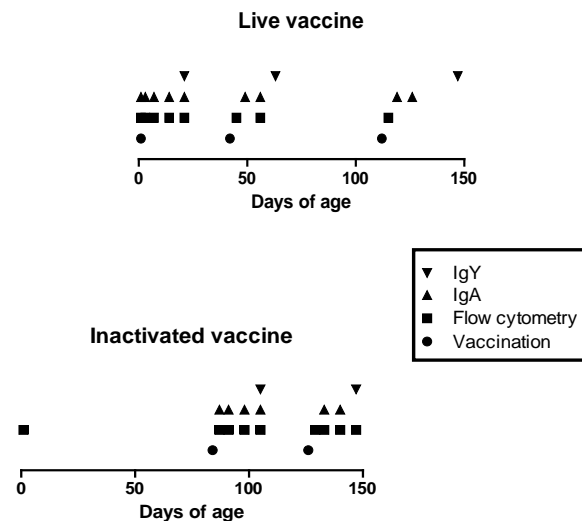 Live vaccine
0 50 100 150
Days of age
IgY
IgA
Flow cytometry
Vaccination
Inactivated vaccine
0 50 100 150
Days of age